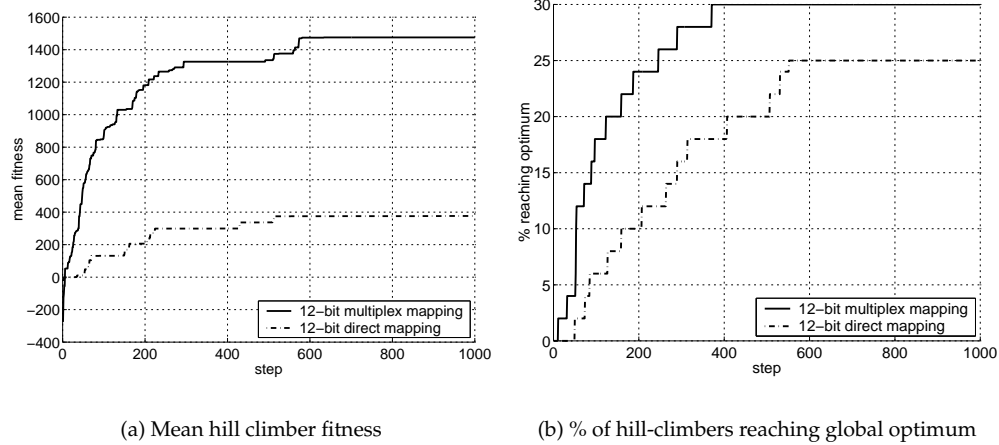 1600
1400
1200
1000
800
600
400
200
0
−200
−400
mean fitness
0 200 400 600 800 1000
step
12−bit multiplex mapping
12−bit direct mapping
(a) Mean hill climber fitness
30
25
20
15
10
5
0
% reaching optimum
0 200 400 600 800 1000
step
12−bit multiplex mapping
12−bit direct mapping
(b) % of hill-climbers reaching global optimum